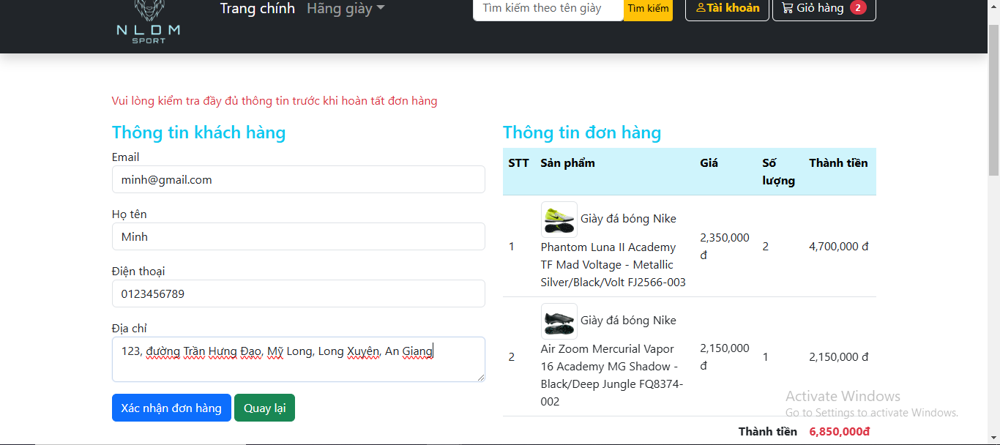 NLDM
SPORT
Trang chính Hãng giày
Tìm kiếm theo tên giày Tìm kiếm
Tài khoản
Giỏ hàng 2
Vui lòng kiểm tra đầy đủ thông tin trước khi hoàn tất đơn hàng
Thông tin khách hàng
Email
minh@gmail.com
Họ tên
Minh
Điện thoại
0123456789
Địa chỉ
123, đường Trần Hưng Đạo, Mỹ Long, Long Xuyên, An Giang
Xác nhận đơn hàng Quay lại
Thông tin đơn hàng
STT Sản phẩm Giá Số lượng Thành tiền
1
Giày đá bóng Nike
Phantom Luna II Academy
TF Mad Voltage - Metallic
Silver/Black/Volt FJ2566-003
2,350,000
đ
2
4,700,000 đ
2
Giày đá bóng Nike
Air Zoom Mercurial Vapor
16 Academy MG Shadow -
Black/Deep Jungle FQ8374-
002
2,150,000
đ
1
2,150,000 đ
Thành tiền 6,850,000đ
Activate Windows
Go to Settings to activate Windows.